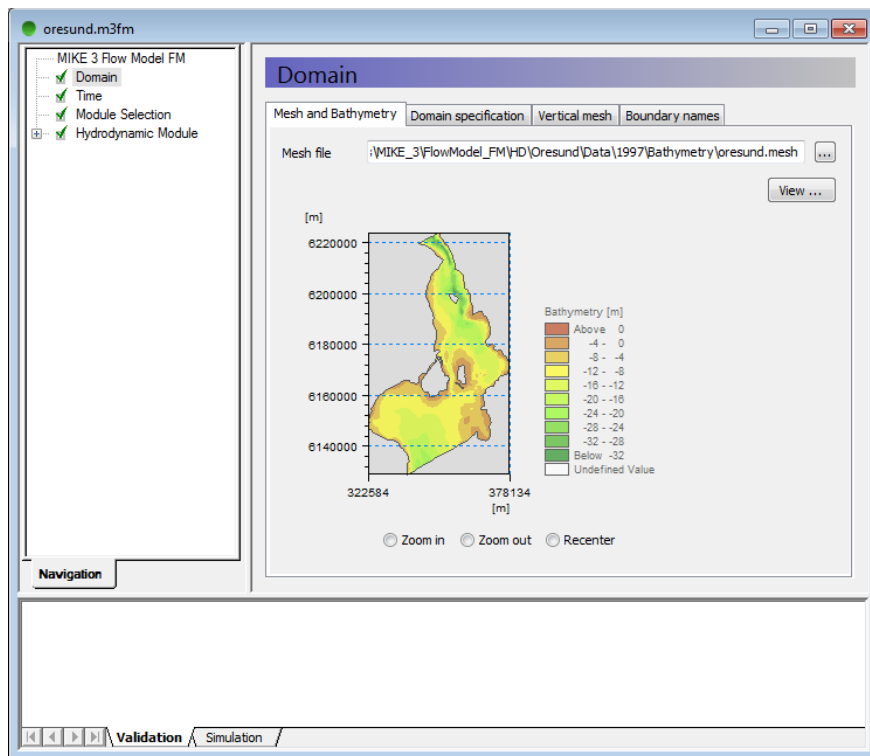 oresund.m3fm
MIKE 3 Flow Model FM
Domain
Time
Module Selection
Hydrodynamic Module
Navigation
Domain
Mesh and Bathymetry
Domain specification
Vertical mesh
Boundary names
Mesh file
:\MIKE_3\FlowModel_FM\HD\Oresund\Data\1997\Bathymetry\oresund.mesh
...
View ...
[m]
6220000
6200000
6180000
6160000
6140000
322584
378134
[m]
Bathymetry [m]
Above 0
-4 - 0
-8 - -4
-12 - -8
-16 - -12
-20 - -16
-24 - -20
-28 - -24
-32 - -28
Below -32
Undefined Value
Zoom in
Zoom out
Recenter
Validation
Simulation